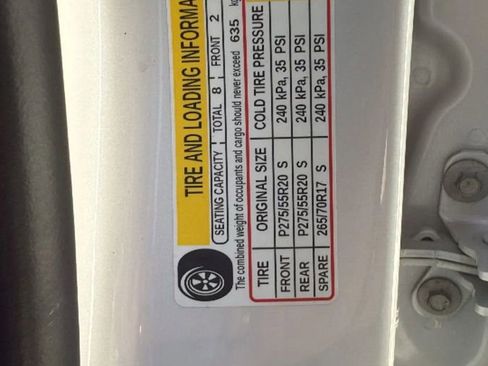 TIRE AND LOADING INFORMA
SEATING CAPACITY TOTAL 8 FRONT 2
The combined weight of occupants and cargo should never exceed 635 kg
TIRE ORIGINAL SIZE COLD TIRE PRESSURE
FRONT P275/55R20 S 240 kPa, 35 PSI
REAR P275/55R20 S 240 kPa, 35 PSI
SPARE 265/70R17 S 240 kPa, 35 PSI